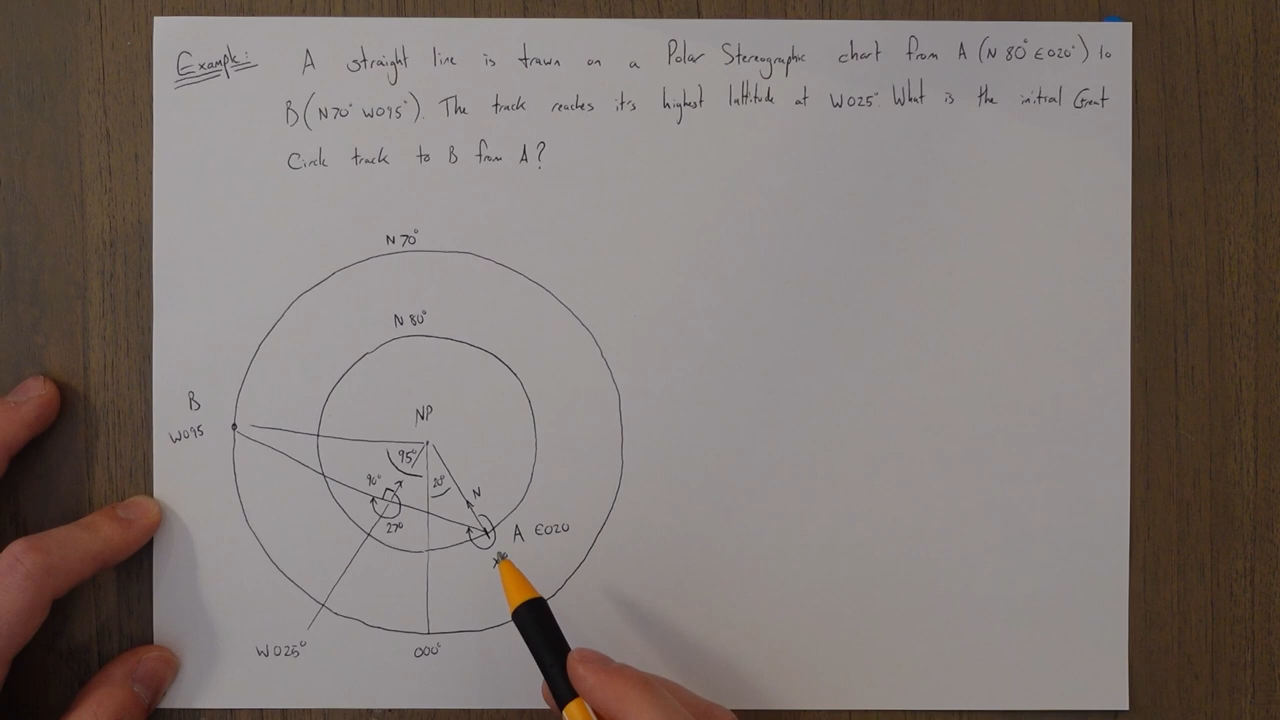 Example: A straight line is trawn on a Polar Stereographic chart from A (N 80° E020°) to
B (N70° W095°). The track reaches it's highest lattitude at W025°. What is the initial Great
Circle track to B from A?
N 70°
N 80°
NP
B
W095
95°
20°
90°
N
270
A E020
W025°
000°